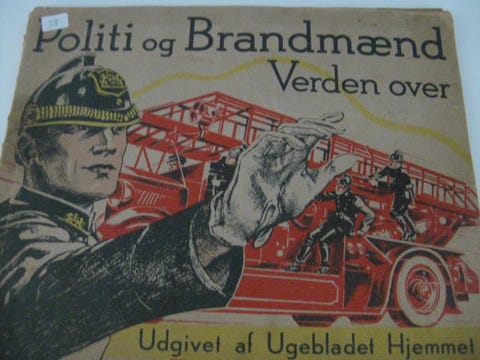 Politi og Brandmænd
Verden over
Udgivet af Ugebladet Hjemmet